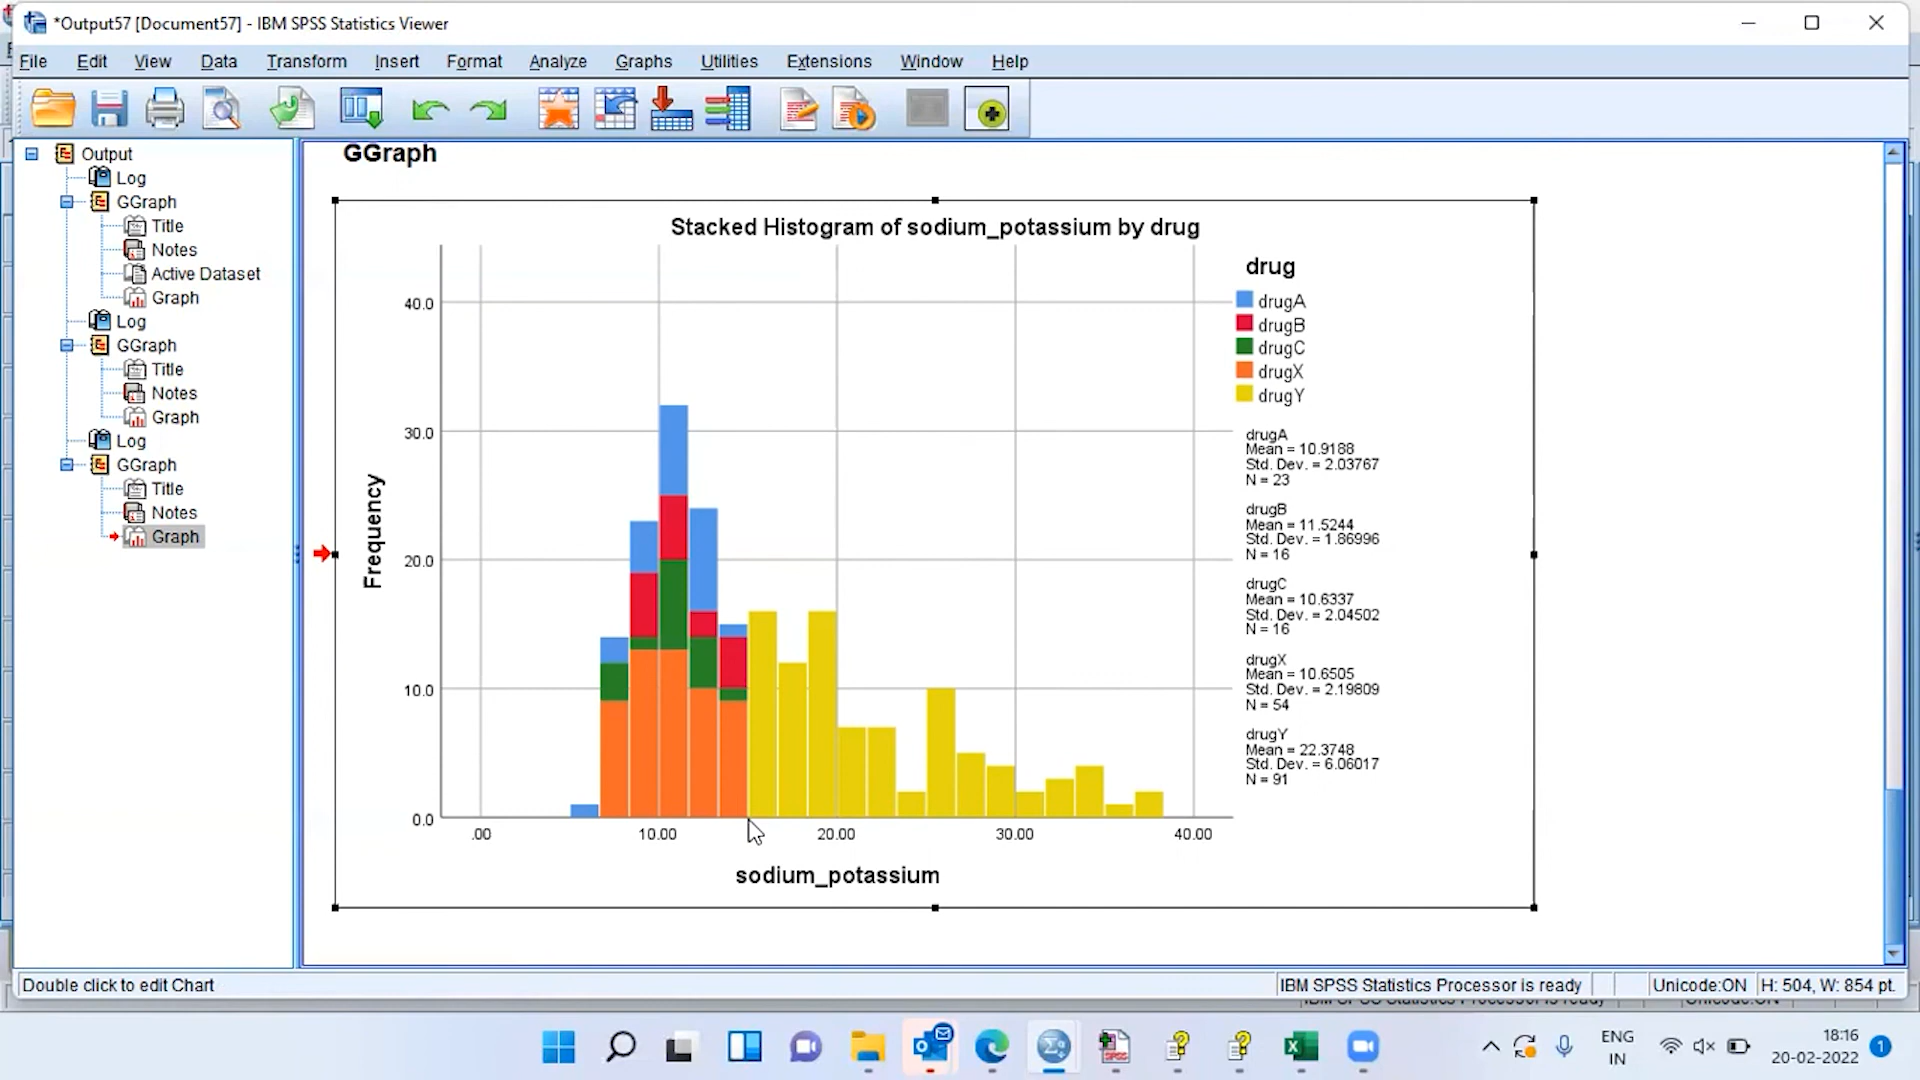 *Output57 [Document57] - IBM SPSS Statistics Viewer
File Edit View Data Transform Insert Format Analyze Graphs Utilities Extensions Window Help
Output
Log
GGraph
Title
Notes
Active Dataset
Graph
Log
GGraph
Title
Notes
Graph
Log
GGraph
Title
Notes
Graph
GGraph
Stacked Histogram of sodium_potassium by drug
Frequency
40.0
30.0
20.0
10.0
0.0
.00 10.00 20.00 30.00 40.00
sodium_potassium
drug
drugA
drugB
drugC
drugX
drugY
drugA
Mean = 10.9188
Std. Dev. = 2.03767
N = 23
drugB
Mean = 11.5244
Std. Dev. = 1.86996
N = 16
drugC
Mean = 10.6337
Std. Dev. = 2.04502
N = 16
drugX
Mean = 10.6505
Std. Dev. = 2.19809
N = 54
drugY
Mean = 22.3748
Std. Dev. = 6.06017
N = 91
Double click to edit Chart
IBM SPSS Statistics Processor is ready
Unicode:ON
H: 504, W: 854 pt.
SPSS
ENG
IN
18:16
20-02-2022
1